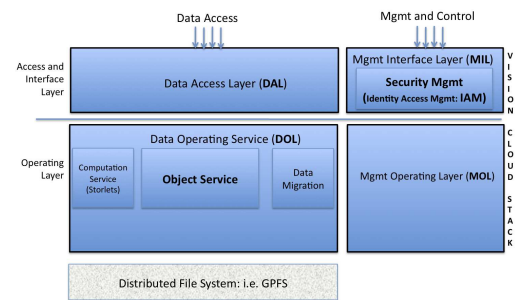 Data Access
Mgmt and Control
Access and
Interface
Layer
Data Access Layer (DAL)
Mgmt Interface Layer (MIL)
Security Mgmt
(Identity Access Mgmt: IAM)
VISION
Operating
Layer
Data Operating Service (DOL)
Computation
Service
(Storlets)
Object Service
Data
Migration
Mgmt Operating Layer (MOL)
CLOUD
STACK
Distributed File System: i.e. GPFS